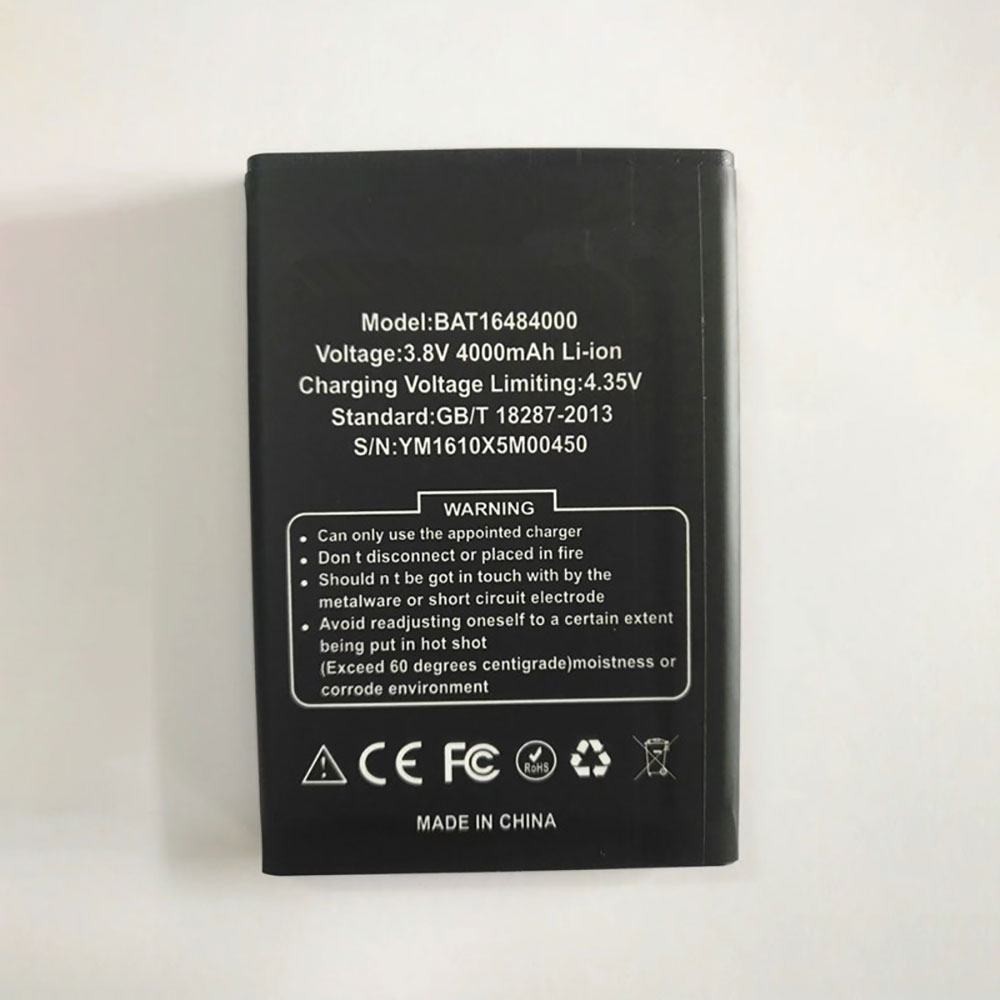 Model:BAT16484000
Voltage:3.8V 4000mAh Li-ion
Charging Voltage Limiting:4.35V
Standard:GB/T 18287-2013
S/N:YM1610X5M00450
WARNING
• Can only use the appointed charger
• Don t disconnect or placed in fire
• Should n t be got in touch with by the
metalware or short circuit electrode
• Avoid readjusting oneself to a certain extent
being put in hot shot
(Exceed 60 degrees centigrade)moistness or
corrode environment
CE FC RoHS
MADE IN CHINA